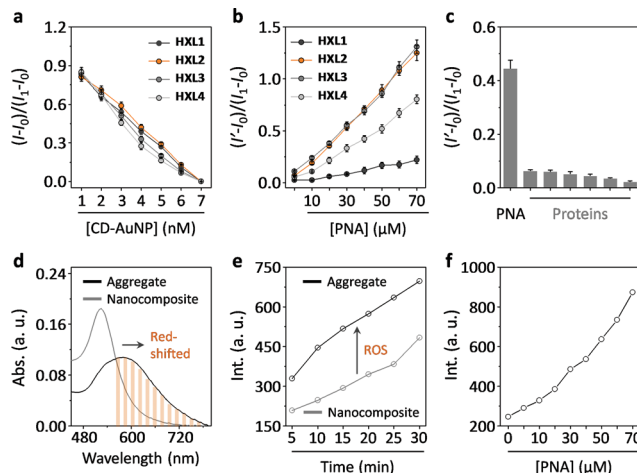 a
(I-I0)/(I1-I0)
1.2
0.9
0.6
0.3
0.0
HXL1
HXL2
HXL3
HXL4
1 2 3 4 5 6 7
[CD-AuNP] (nM)
b
(I'-I0)/(I1-I0)
1.5
1.0
0.5
0.0
HXL1
HXL2
HXL3
HXL4
10 30 50 70
[PNA] (μM)
c
(I'-I0)/(I1-I0)
0.6
0.4
0.2
0.0
PNA Proteins
d
Abs. (a. u.)
0.24
0.16
0.08
0.00
Aggregate
Nanocomposite
Red-
shifted
480 600 720
Wavelength (nm)
e
Int. (a. u.)
750
600
450
300
150
Aggregate
ROS
Nanocomposite
5 10 15 20 25 30
Time (min)
f
Int. (a. u.)
1000
800
600
400
200
0 10 30 50 70
[PNA] (μM)